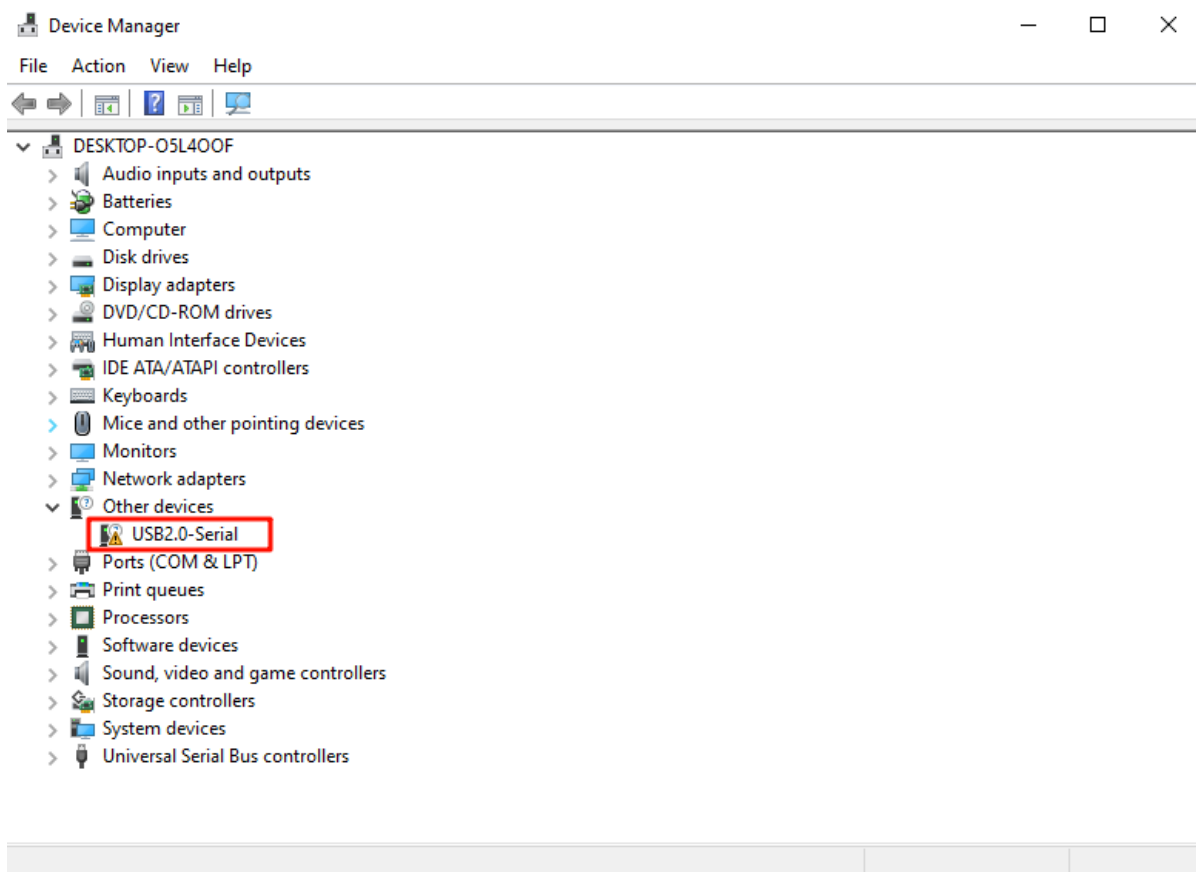 Device Manager
File Action View Help
DESKTOP-O5L4OOF
Audio inputs and outputs
Batteries
Computer
Disk drives
Display adapters
DVD/CD-ROM drives
Human Interface Devices
IDE ATA/ATAPI controllers
Keyboards
Mice and other pointing devices
Monitors
Network adapters
Other devices
USB2.0-Serial
Ports (COM & LPT)
Print queues
Processors
Software devices
Sound, video and game controllers
Storage controllers
System devices
Universal Serial Bus controllers